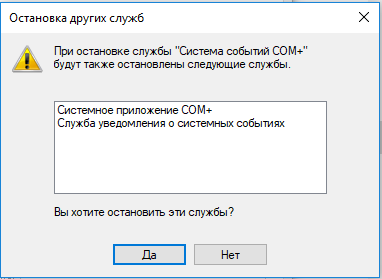 Остановка других служб
При остановке службы "Система событий COM+"
будут также остановлены следующие службы.
Системное приложение COM+
Служба уведомления о системных событиях
Вы хотите остановить эти службы?
Да
Нет